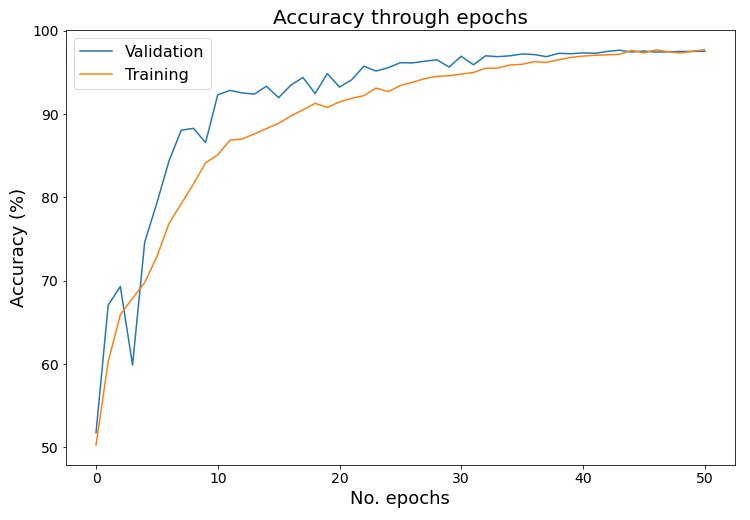 Accuracy through epochs
Validation
Training
Accuracy (%)
100
90
80
70
60
50
0 10 20 30 40 50
No. epochs